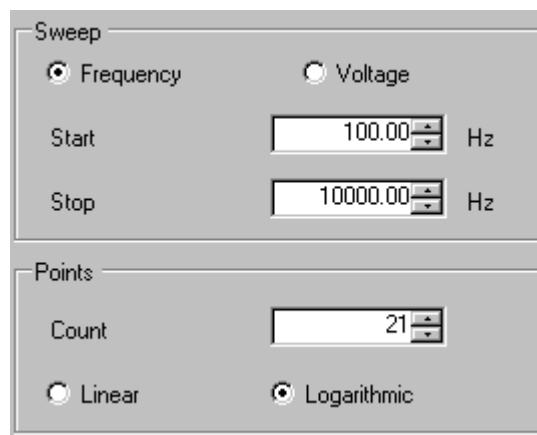 Sweep
Frequency Voltage
Start 100.00 Hz
Stop 10000.00 Hz
Points
Count 21
Linear Logarithmic